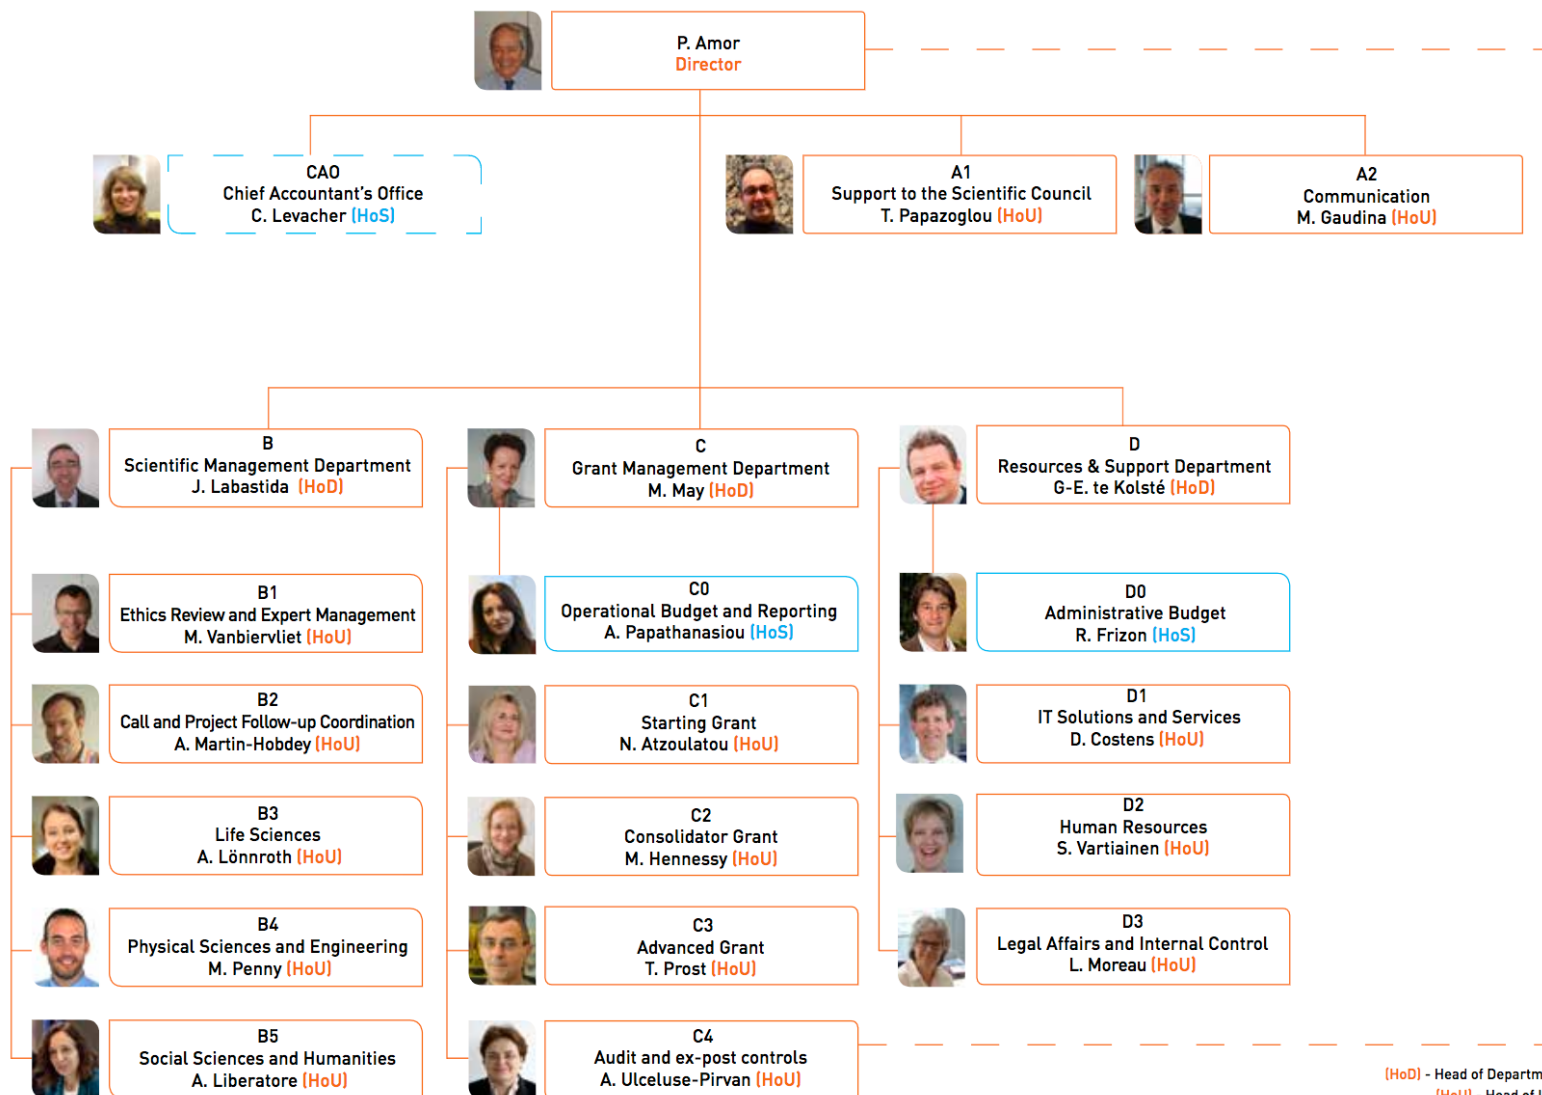 P. Amor
Director
CAO
Chief Accountant's Office
C. Levacher (HoS)
A1
Support to the Scientific Council
T. Papazoglou (HoU)
A2
Communication
M. Gaudina (HoU)
B
Scientific Management Department
J. Labastida (HoD)
C
Grant Management Department
M. May (HoD)
D
Resources & Support Department
G-E. te Kolsté (HoD)
B1
Ethics Review and Expert Management
M. Vanbiervliet (HoU)
C0
Operational Budget and Reporting
A. Papathanasiou (HoS)
D0
Administrative Budget
R. Frizon (HoS)
B2
Call and Project Follow-up Coordination
A. Martin-Hobdey (HoU)
C1
Starting Grant
N. Atzoulatou (HoU)
D1
IT Solutions and Services
D. Costens (HoU)
B3
Life Sciences
A. Lönnroth (HoU)
C2
Consolidator Grant
M. Hennessy (HoU)
D2
Human Resources
S. Vartiainen (HoU)
B4
Physical Sciences and Engineering
M. Penny (HoU)
C3
Advanced Grant
T. Prost (HoU)
D3
Legal Affairs and Internal Control
L. Moreau (HoU)
B5
Social Sciences and Humanities
A. Liberatore (HoU)
C4
Audit and ex-post controls
A. Ulceluse-Pirvan (HoU)
(HoD) - Head of Departm
(HoU) - Head of